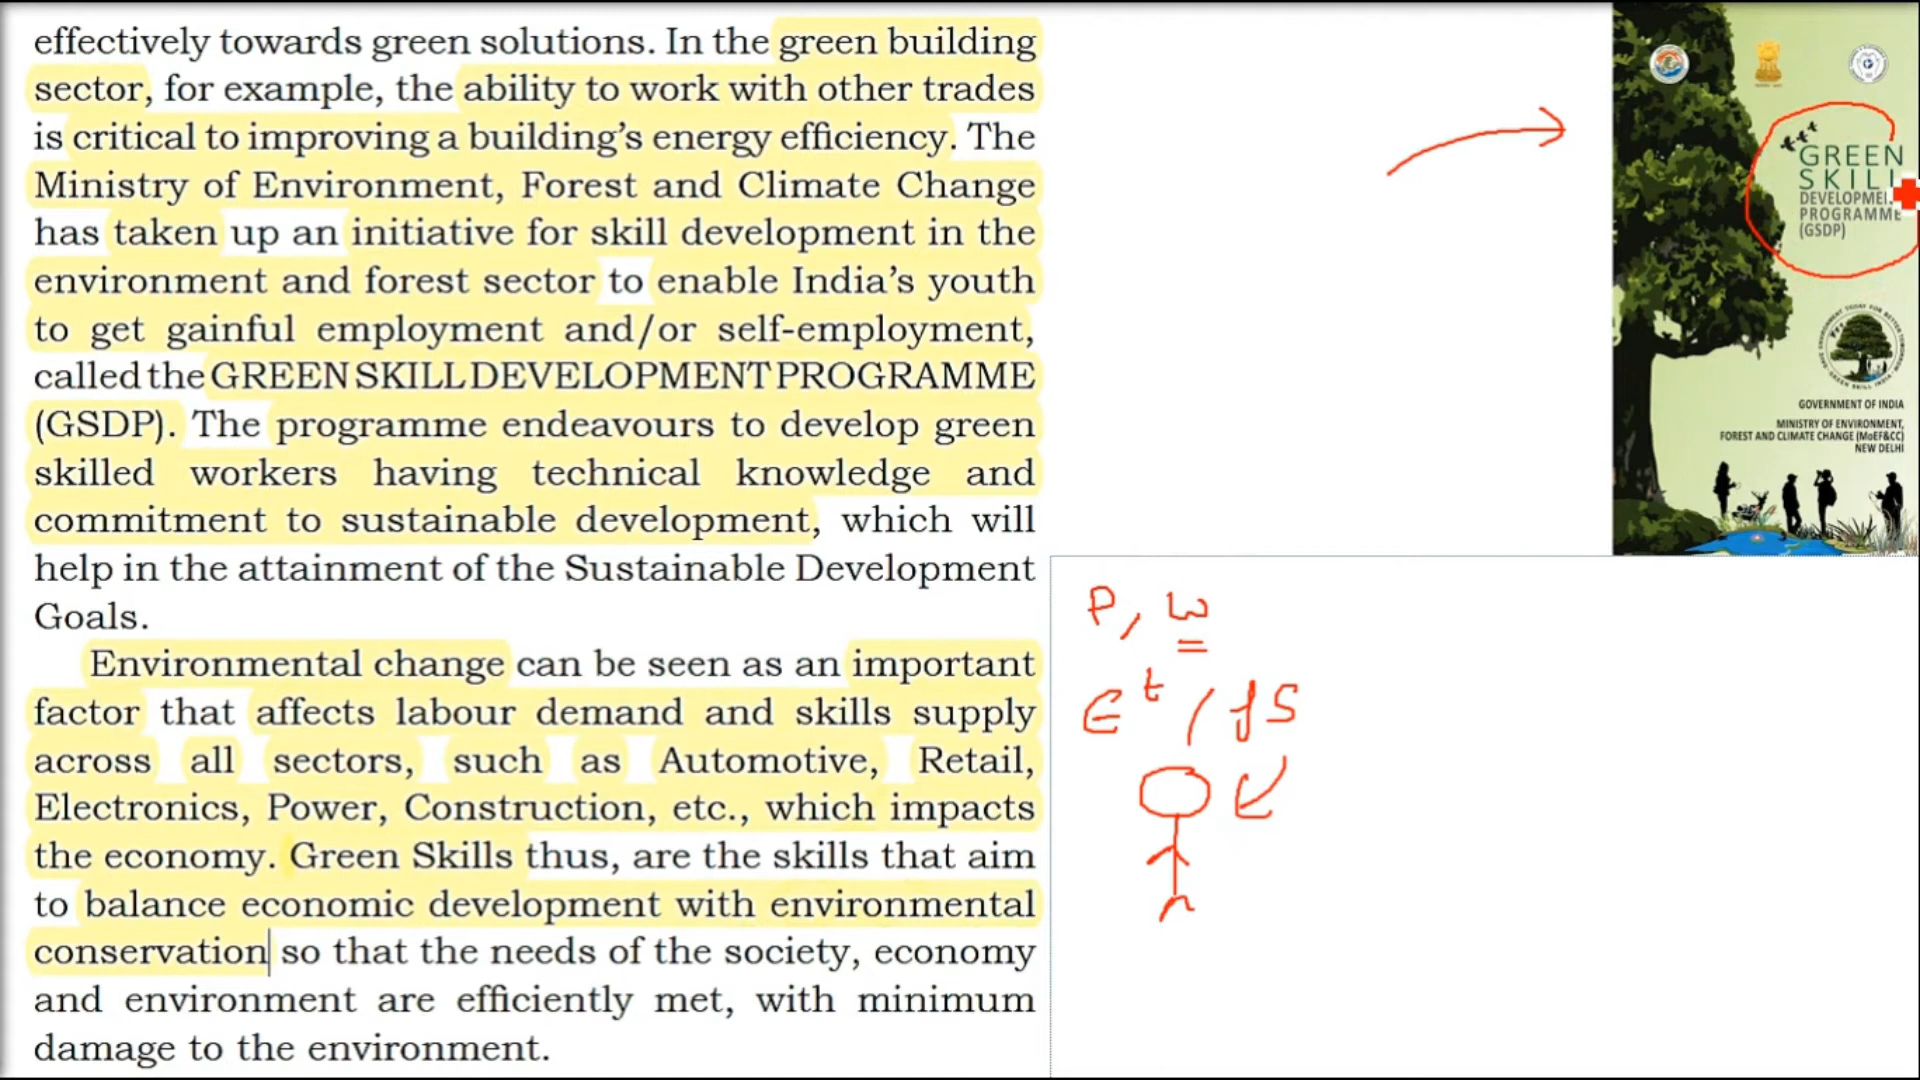 effectively towards green solutions. In the green building
sector, for example, the ability to work with other trades
is critical to improving a building's energy efficiency. The
Ministry of Environment, Forest and Climate Change
has taken up an initiative for skill development in the
environment and forest sector to enable India's youth
to get gainful employment and/or self-employment,
called the GREEN SKILL DEVELOPMENT PROGRAMME
(GSDP). The programme endeavours to develop green
skilled workers having technical knowledge and
commitment to sustainable development, which will
help in the attainment of the Sustainable Development
Goals.
Environmental change can be seen as an important
factor that affects labour demand and skills supply
across all sectors, such as Automotive, Retail,
Electronics, Power, Construction, etc., which impacts
the economy. Green Skills thus, are the skills that aim
to balance economic development with environmental
conservation so that the needs of the society, economy
and environment are efficiently met, with minimum
damage to the environment.
GREEN
SKILL
DEVELOPMEN
PROGRAMME
(GSDP)
GOVERNMENT OF INDIA
MINISTRY OF ENVIRONMENT,
FOREST AND CLIMATE CHANGE (MoEF&CC)
NEW DELHI
P, W